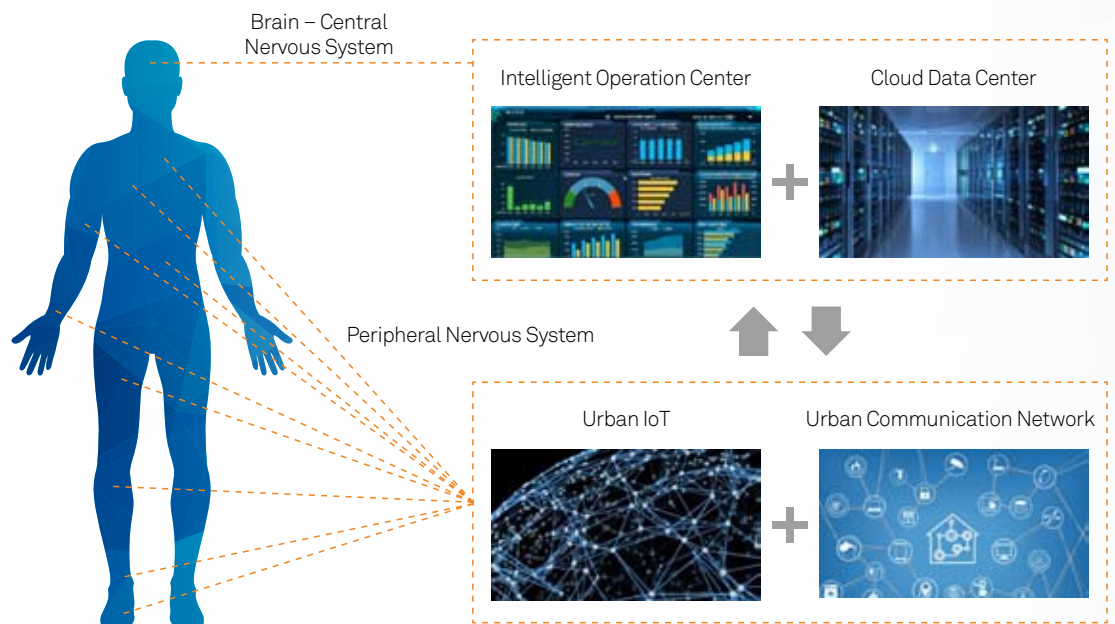 Brain – Central
Nervous System
Intelligent Operation Center
Cloud Data Center
Peripheral Nervous System
Urban IoT
Urban Communication Network